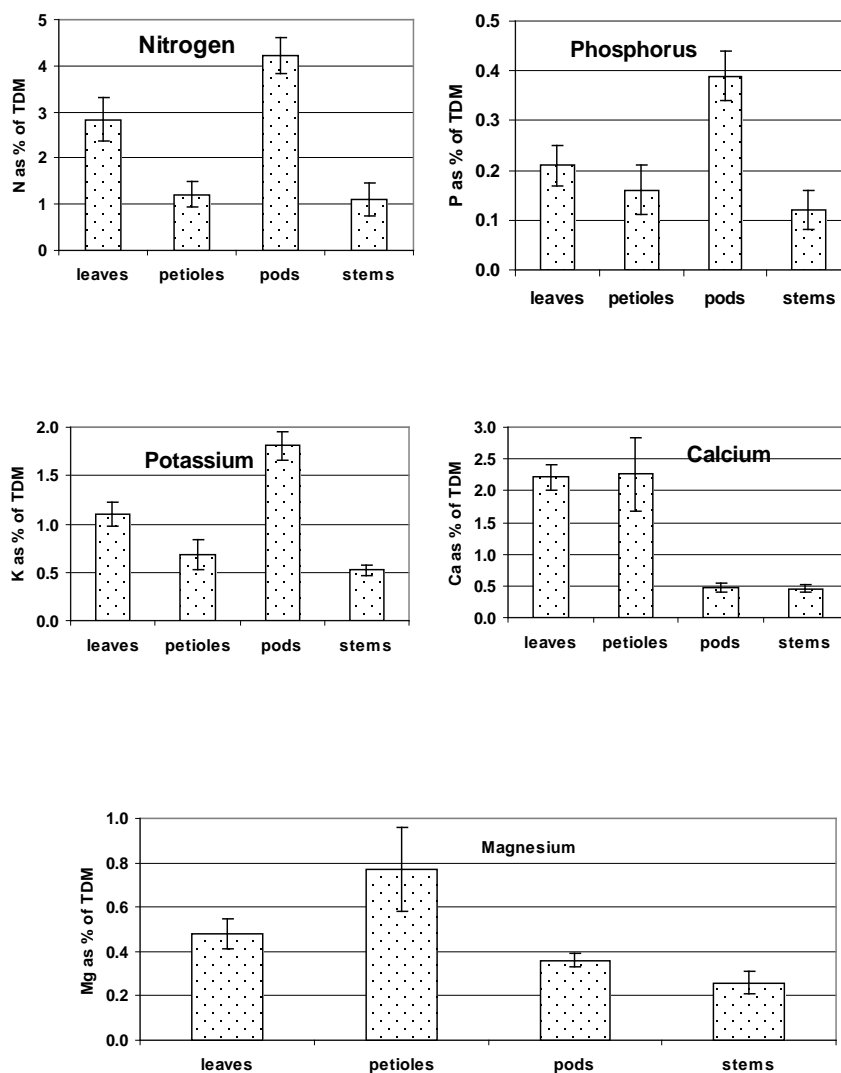 Nitrogen
N as % of TDM
5
4
3
2
1
0
leaves petioles pods stems
Phosphorus
P as % of TDM
0.5
0.4
0.3
0.2
0.1
0.0
leaves petioles pods stems
Potassium
K as % of TDM
2.0
1.5
1.0
0.5
0.0
leaves petioles pods stems
Calcium
Ca as % of TDM
3.0
2.5
2.0
1.5
1.0
0.5
0.0
leaves petioles pods stems
Magnesium
Mg as % of TDM
1.0
0.8
0.6
0.4
0.2
0.0
leaves petioles pods stems